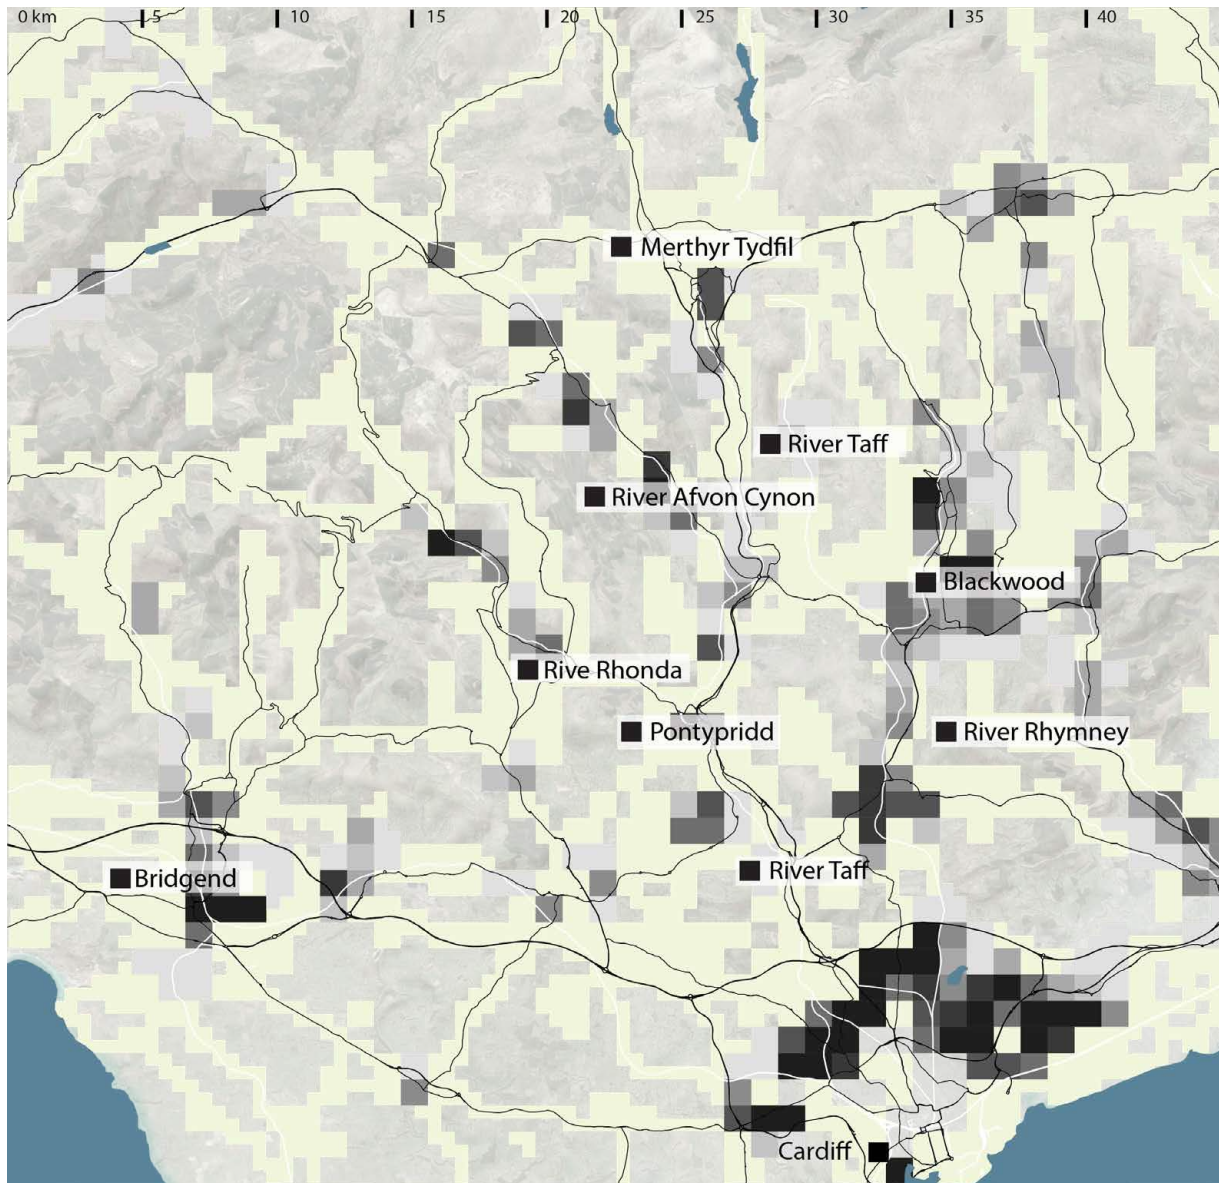 0 km 5 10 15 20 25 30 35 40
Merthyr Tydfil
River Taff
River Afvon Cynon
Blackwood
Rive Rhonda
Pontypridd
River Rhymney
River Taff
Bridgend
Cardiff